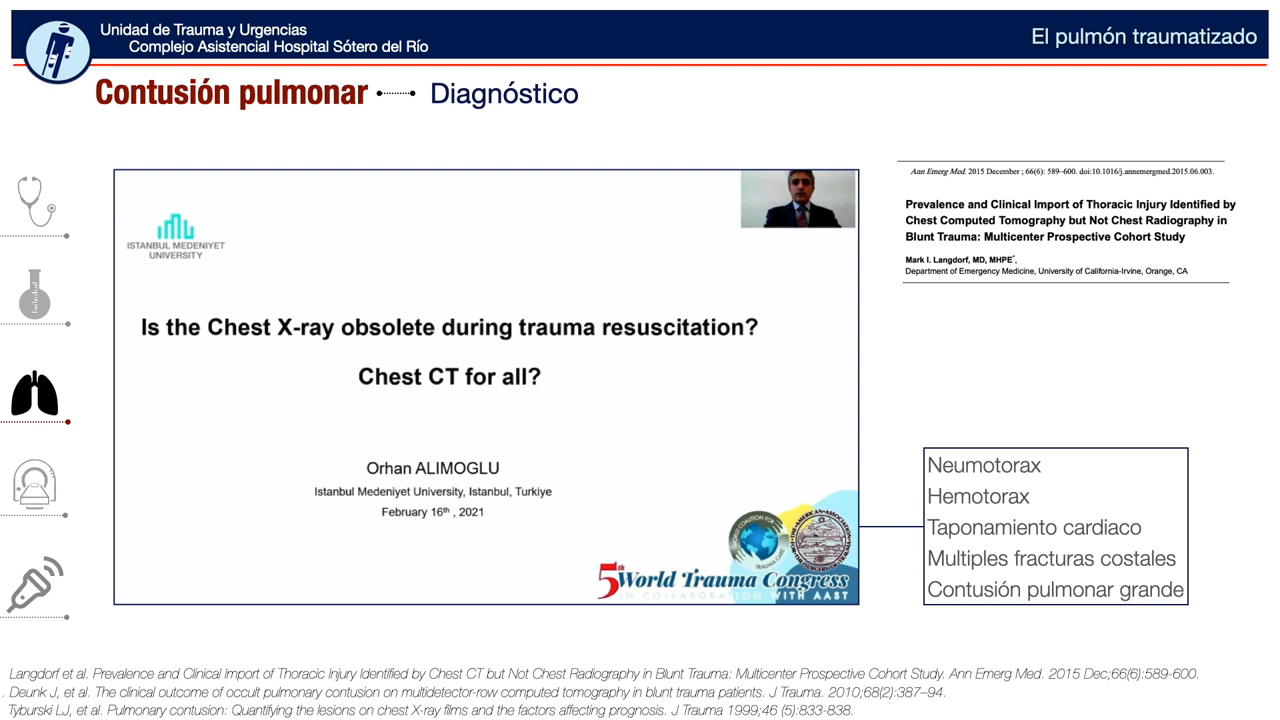 Unidad de Trauma y Urgencias
Complejo Asistencial Hospital Sótero del Río
El pulmón traumatizado
Contusión pulmonar
Diagnóstico
ISTANBUL MEDENIYET
UNIVERSITY
Is the Chest X-ray obsolete during trauma resuscitation?
Chest CT for all?
Orhan ALIMOGLU
Istanbul Medeniyet University, Istanbul, Turkiye
February 16th , 2021
5th World Trauma Congress
IN COLLABORATION WITH AAST
Ann Emerg Med. 2015 December ; 66(6): 589–600. doi:10.1016/j.annemergmed.2015.06.003.
Prevalence and Clinical Import of Thoracic Injury Identified by
Chest Computed Tomography but Not Chest Radiography in
Blunt Trauma: Multicenter Prospective Cohort Study
Mark I. Langdorf, MD, MHPE*,
Department of Emergency Medicine, University of California-Irvine, Orange, CA
Neumotorax
Hemotorax
Taponamiento cardiaco
Multiples fracturas costales
Contusión pulmonar grande
Langdorf et al. Prevalence and Clinical Import of Thoracic Injury Identified by Chest CT but Not Chest Radiography in Blunt Trauma: Multicenter Prospective Cohort Study. Ann Emerg Med. 2015 Dec;66(6):589-600.
. Deunk J, et al. The clinical outcome of occult pulmonary contusion on multidetector-row computed tomography in blunt trauma patients. J Trauma. 2010;68(2):387–94.
Tyburski LJ, et al. Pulmonary contusion: Quantifying the lesions on chest X-ray films and the factors affecting prognosis. J Trauma 1999;46 (5):833-838.